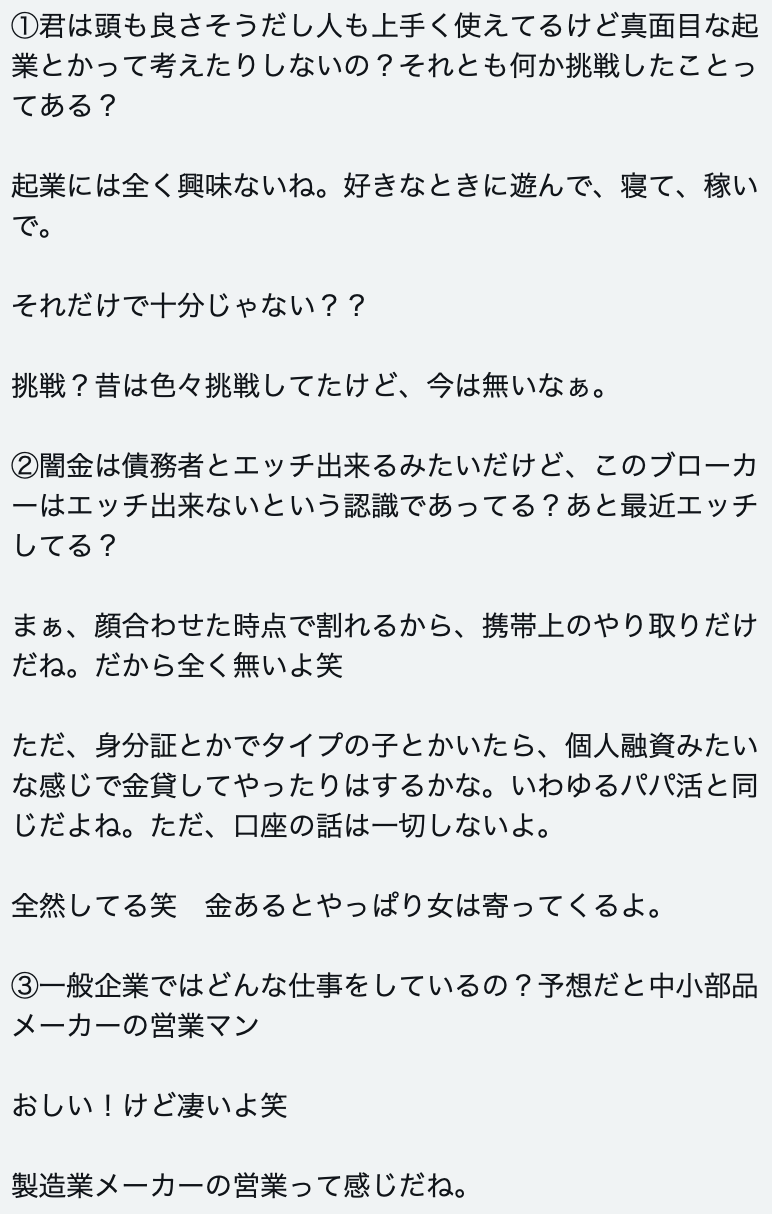 ①君は頭も良さそうだし人も上手く使えてるけど真面目な起
業とかって考えたりしないの？それとも何か挑戦したことっ
てある？
起業には全く興味ないね。好きなときに遊んで、寝て、稼い
で。
それだけで十分じゃない？？
挑戦？昔は色々挑戦してたけど、今は無いなぁ。
②闇金は債務者とエッチ出来るみたいだけど、このブローカ
ーはエッチ出来ないという認識であってる？あと最近エッチ
してる？
まぁ、顔合わせた時点で割れるから、携帯上のやり取りだけ
だね。だから全く無いよ笑
ただ、身分証とかでタイプの子とかいたら、個人融資みたい
な感じで金貸してやったりはするかな。いわゆるパパ活と同
じだよね。ただ、口座の話は一切しないよ。
全然してる笑　金あるとやっぱり女は寄ってくるよ。
③一般企業ではどんな仕事をしているの？予想だと中小部品
メーカーの営業マン
おしい！けど凄いよ笑
製造業メーカーの営業って感じだね。